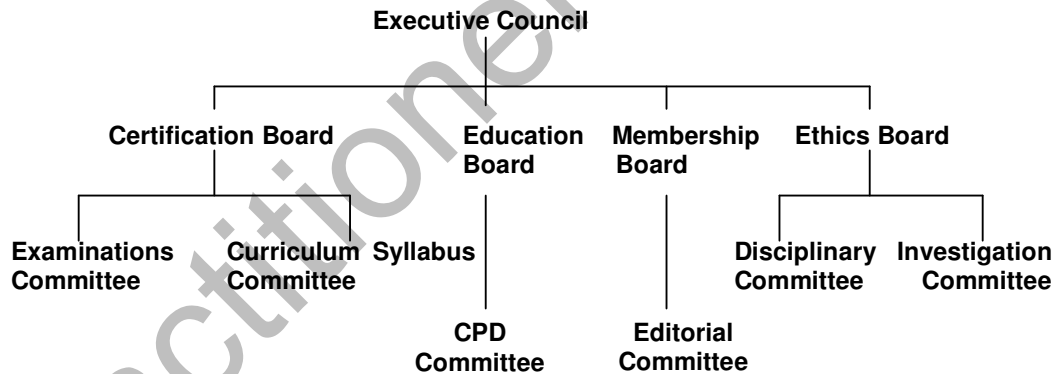 Executive Council
Certification Board
Education
Board
Membership
Board
Ethics Board
Examinations
Committee
Curriculum Syllabus
Committee
Disciplinary
Committee
Investigation
Committee
CPD
Committee
Editorial
Committee